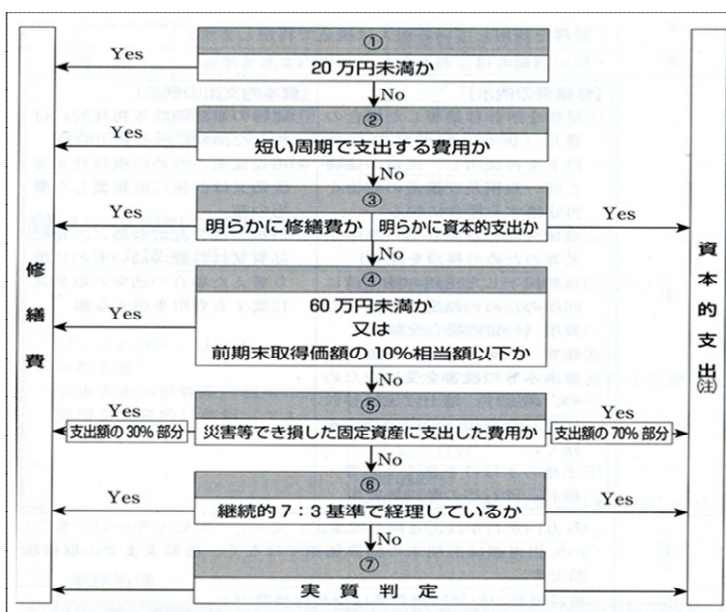 ①
Yes
20万円未満か
No
②
Yes
短い周期で支出する費用か
No
③
Yes
明らかに修繕費か
明らかに資本的支出か
Yes
No
④
Yes
60万円未満か
又は
前期末取得価額の10%相当額以下か
No
⑤
Yes
支出額の30%部分
災害等でき損した固定資産に支出した費用か
Yes
支出額の70%部分
No
⑥
Yes
継続的7:3基準で経理しているか
Yes
No
⑦
実質判定
修繕費
資本的支出(注)